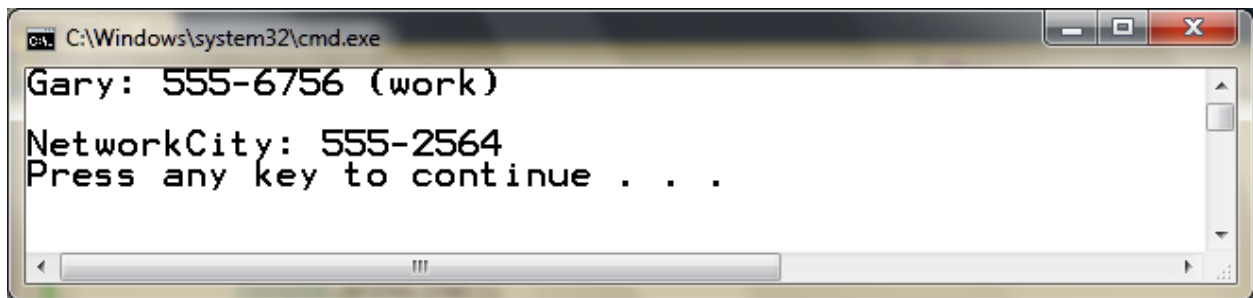 C:\Windows\system32\cmd.exe
Gary: 555-6756 (work)
NetworkCity: 555-2564
Press any key to continue . . .